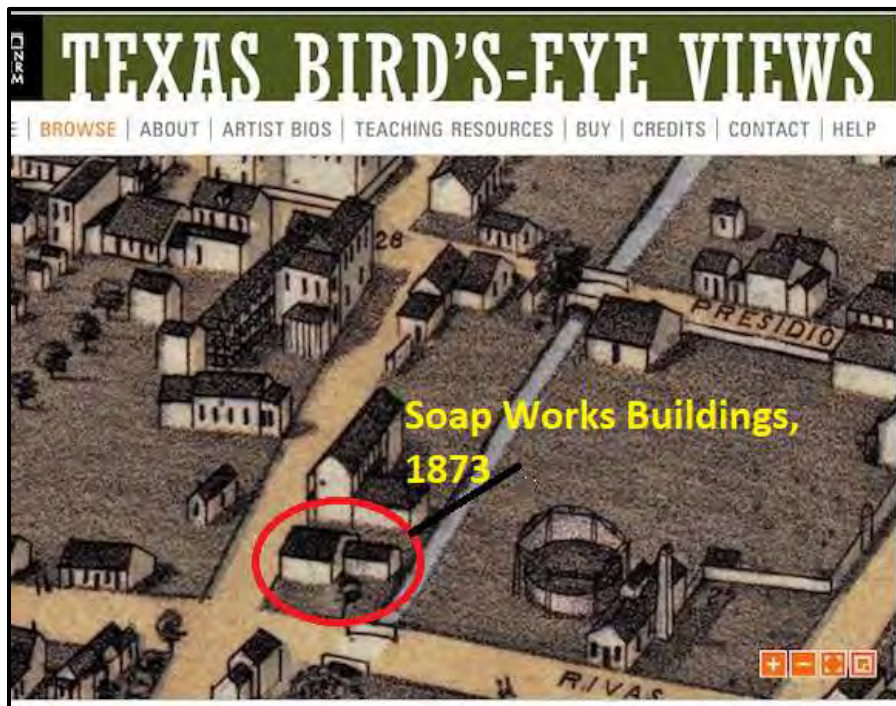 NRM
TEXAS BIRD'S-EYE VIEWS
E | BROWSE | ABOUT | ARTIST BIOS | TEACHING RESOURCES | BUY | CREDITS | CONTACT | HELP
28
PRESIDIO
Soap Works Buildings,
1873
RIVAS